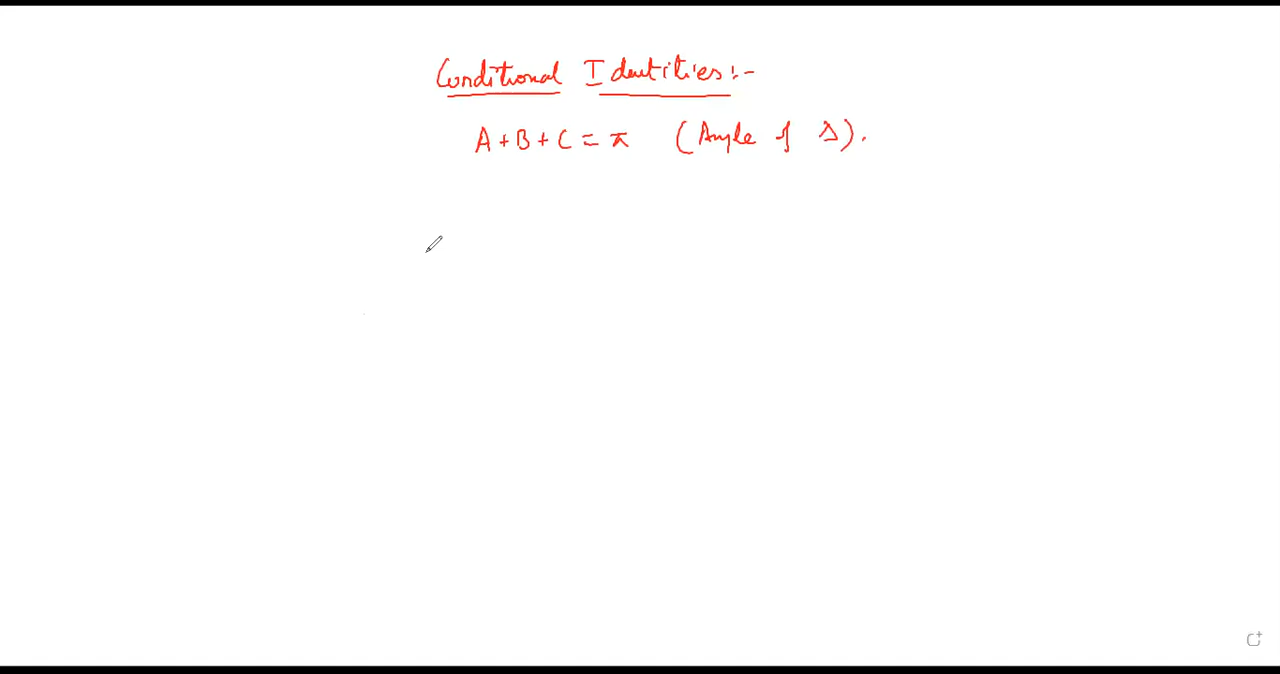 Conditional Identities:-
A + B + C = π (Angle of Δ).